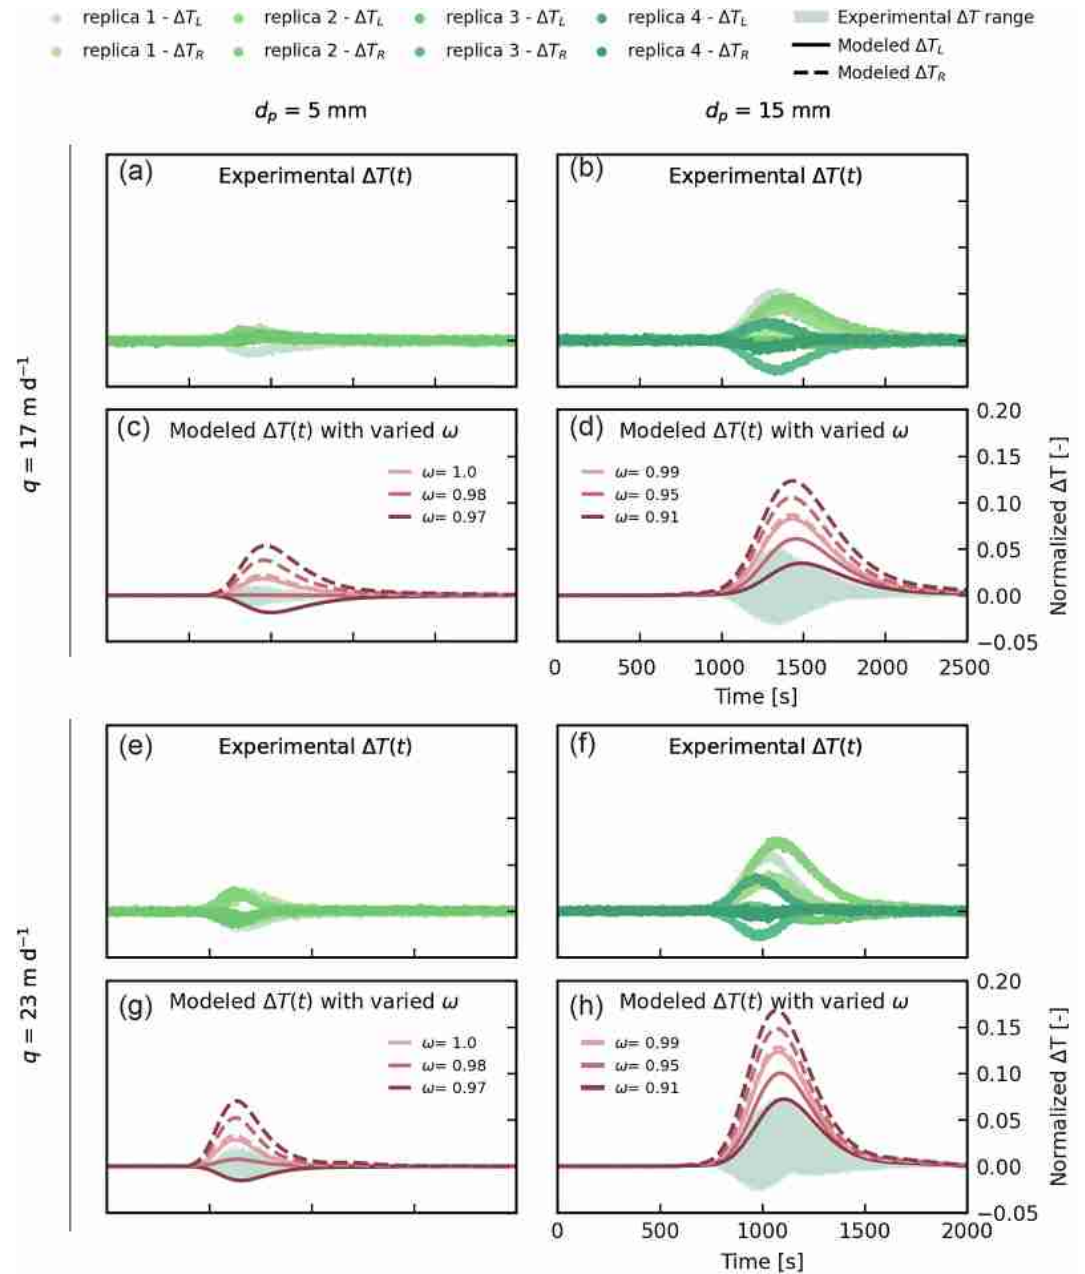 replica 1 - ΔT_L replica 2 - ΔT_L replica 3 - ΔT_L replica 4 - ΔT_L Experimental ΔT range
replica 1 - ΔT_R replica 2 - ΔT_R replica 3 - ΔT_R replica 4 - ΔT_R Modeled ΔT_L
Modeled ΔT_R
d_p = 5 mm d_p = 15 mm
q = 17 m d⁻¹
(a) Experimental ΔT(t)
(b) Experimental ΔT(t)
(c) Modeled ΔT(t) with varied ω
ω= 1.0
ω= 0.98
ω= 0.97
(d) Modeled ΔT(t) with varied ω
ω= 0.99
ω= 0.95
ω= 0.91
0.20
0.15
0.10
0.05
0.00
−0.05
Normalized ΔT [-]
0 500 1000 1500 2000 2500
Time [s]
q = 23 m d⁻¹
(e) Experimental ΔT(t)
(f) Experimental ΔT(t)
(g) Modeled ΔT(t) with varied ω
ω= 1.0
ω= 0.98
ω= 0.97
(h) Modeled ΔT(t) with varied ω
ω= 0.99
ω= 0.95
ω= 0.91
0.20
0.15
0.10
0.05
0.00
−0.05
Normalized ΔT [-]
0 500 1000 1500 2000
Time [s]